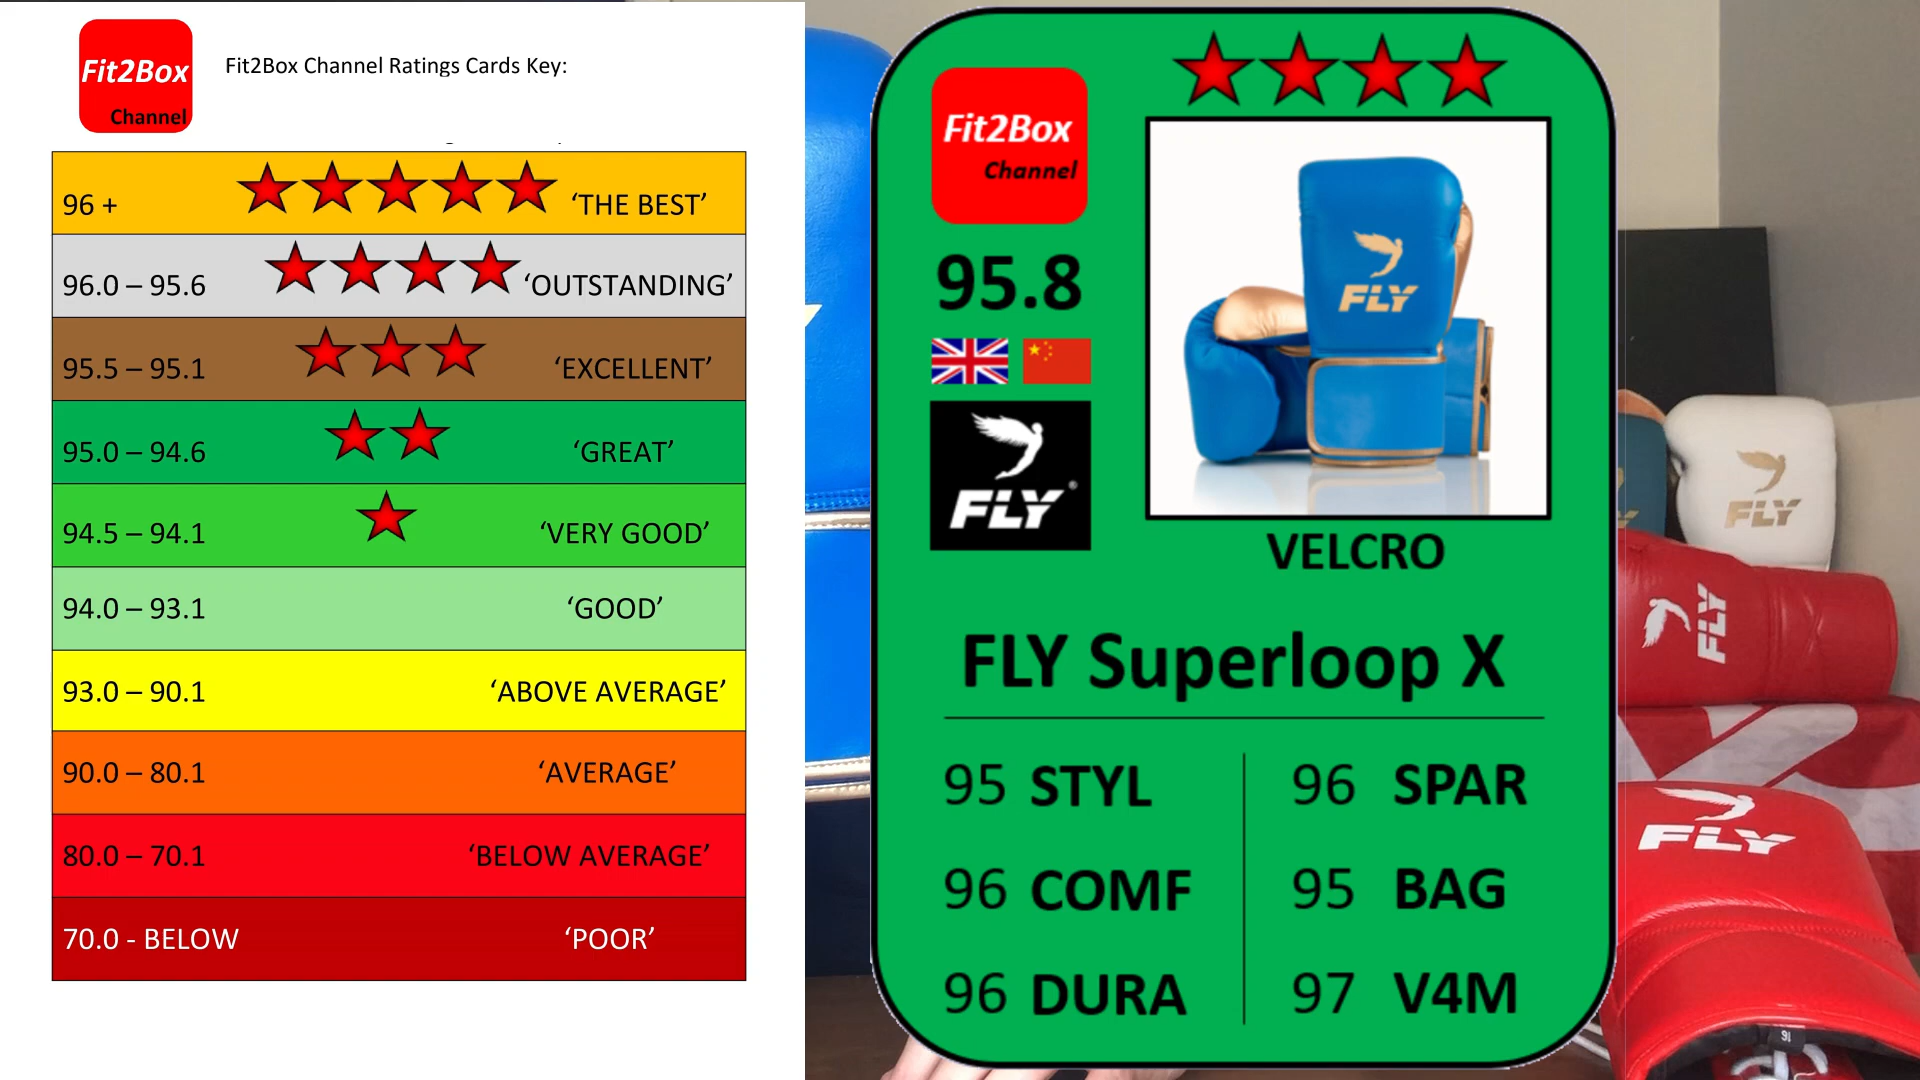 Fit2Box
Channel
Fit2Box Channel Ratings Cards Key:
96 + ‘THE BEST’
96.0 – 95.6 ‘OUTSTANDING’
95.5 – 95.1 ‘EXCELLENT’
95.0 – 94.6 ‘GREAT’
94.5 – 94.1 ‘VERY GOOD’
94.0 – 93.1 ‘GOOD’
93.0 – 90.1 ‘ABOVE AVERAGE’
90.0 – 80.1 ‘AVERAGE’
80.0 – 70.1 ‘BELOW AVERAGE’
70.0 - BELOW ‘POOR’
Fit2Box
Channel
95.8
FLY®
FLY
VELCRO
FLY Superloop X
95 STYL 96 SPAR
96 COMF 95 BAG
96 DURA 97 V4M
FLY
FLY
FLY